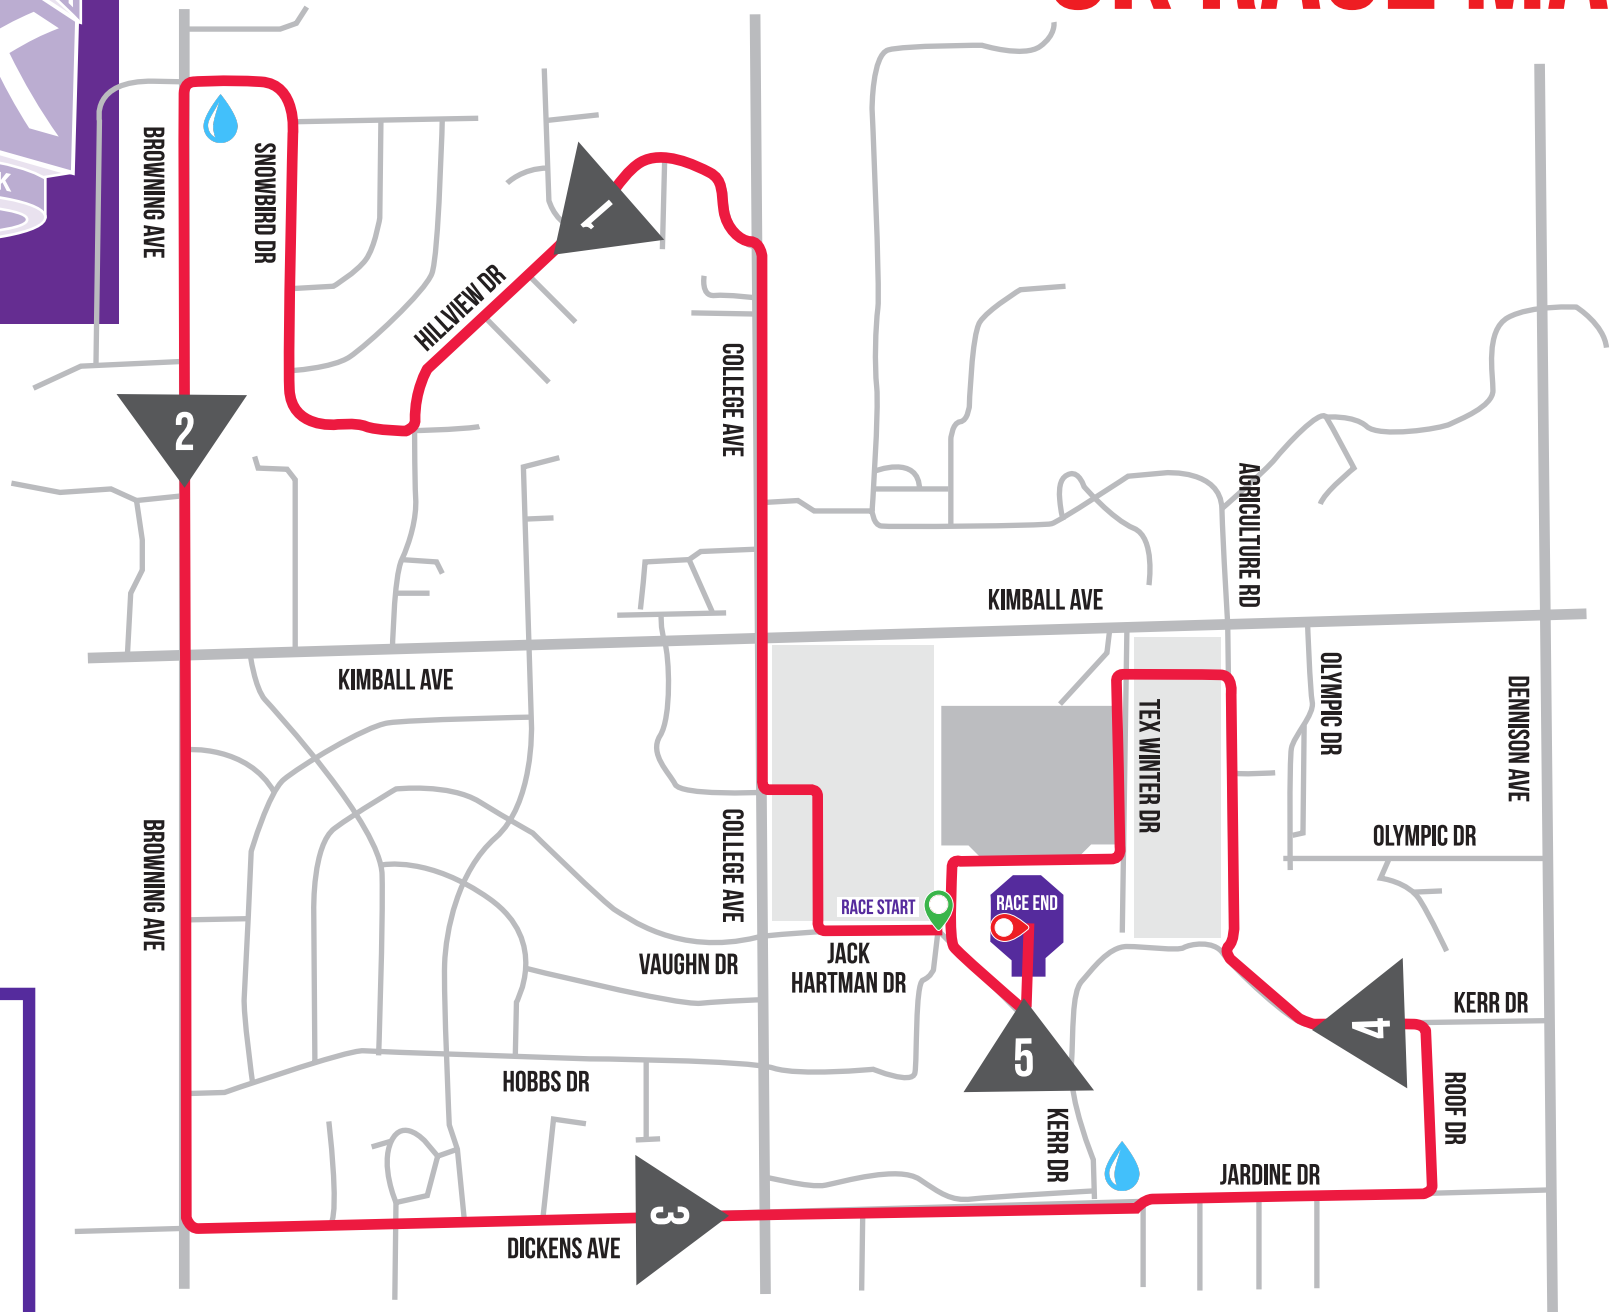 BROWNING AVE
SNOWBIRD DR
K
1
HILLVIEW DR
COLLEGE AVE
2
AGRICULTURE RD
KIMBALL AVE
KIMBALL AVE
OLYMPIC DR
DENNISON AVE
TEX WINTER DR
BROWNING AVE
COLLEGE AVE
OLYMPIC DR
RACE START
RACE END
JACK
HARTMAN DR
VAUGHN DR
KERR DR
4
5
HOBBS DR
ROOF DR
KERR DR
JARDINE DR
3
DICKENS AVE